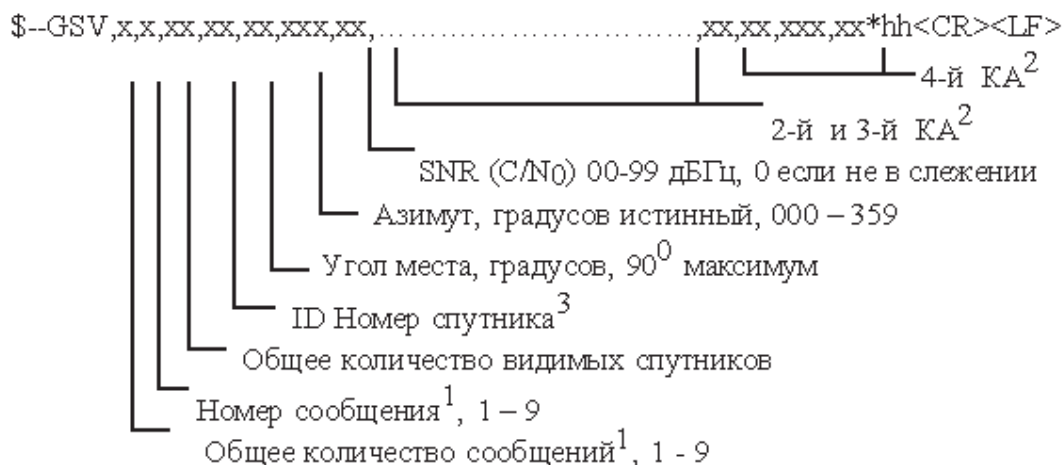 $--GSV,x,x,xx,xx,xx,xxx,xx,…………………………,xx,xx,xxx,xx*hh<CR><LF>
4-й КА²
2-й и 3-й КА²
SNR (C/N0) 00-99 дБГц, 0 если не в слежении
Азимут, градусов истинный, 000 – 359
Угол места, градусов, 90⁰ максимум
ID Номер спутника³
Общее количество видимых спутников
Номер сообщения¹, 1 – 9
Общее количество сообщений¹, 1 - 9